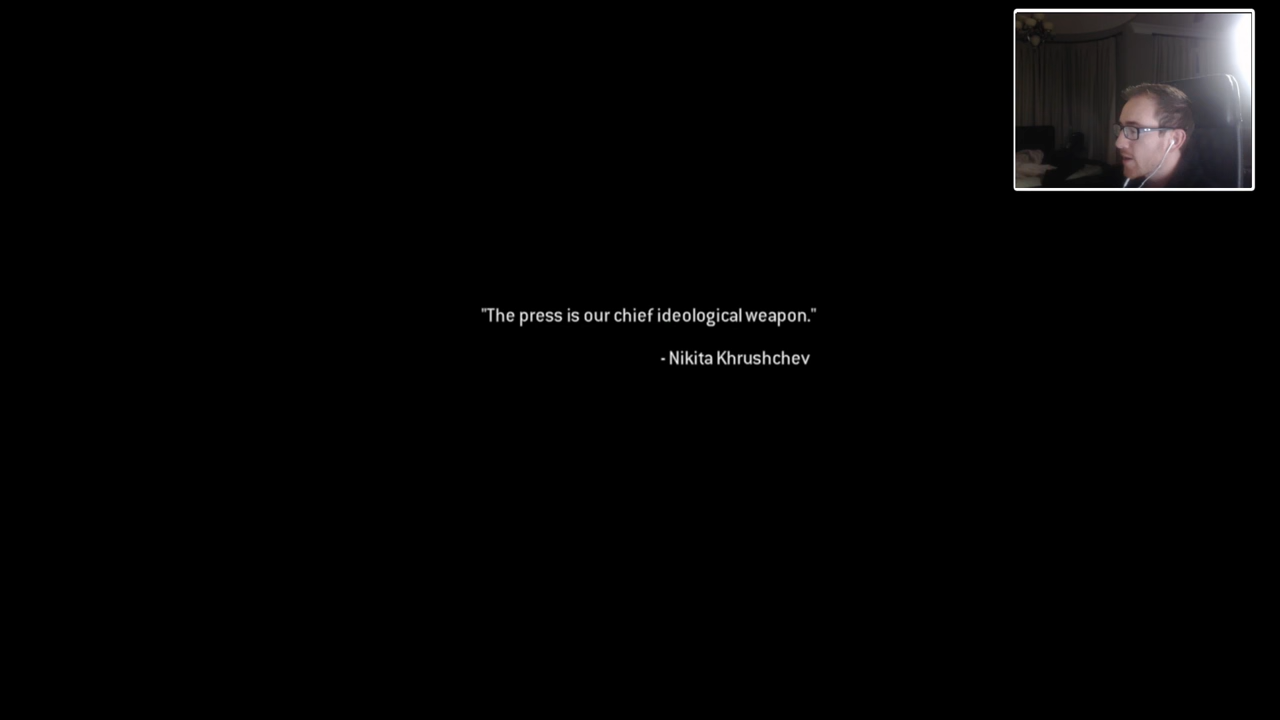 "The press is our chief ideological weapon."
- Nikita Khrushchev